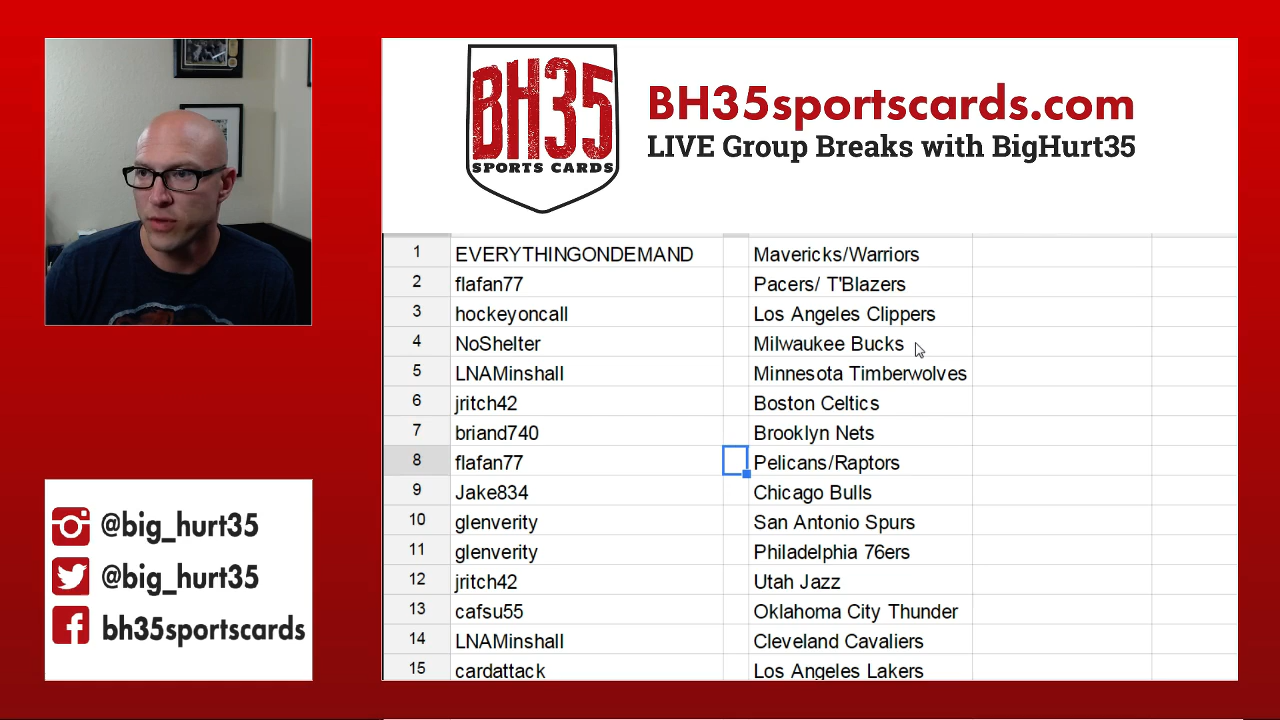 BH35
SPORTS CARDS
BH35sportscards.com
LIVE Group Breaks with BigHurt35
1 EVERYTHINGONDEMAND Mavericks/Warriors
2 flafan77 Pacers/ T'Blazers
3 hockeyoncall Los Angeles Clippers
4 NoShelter Milwaukee Bucks
5 LNAMinshall Minnesota Timberwolves
6 jritch42 Boston Celtics
7 briand740 Brooklyn Nets
8 flafan77 Pelicans/Raptors
9 Jake834 Chicago Bulls
10 glenverity San Antonio Spurs
11 glenverity Philadelphia 76ers
12 jritch42 Utah Jazz
13 cafsu55 Oklahoma City Thunder
14 LNAMinshall Cleveland Cavaliers
15 cardattack Los Angeles Lakers
@big_hurt35
@big_hurt35
bh35sportscards